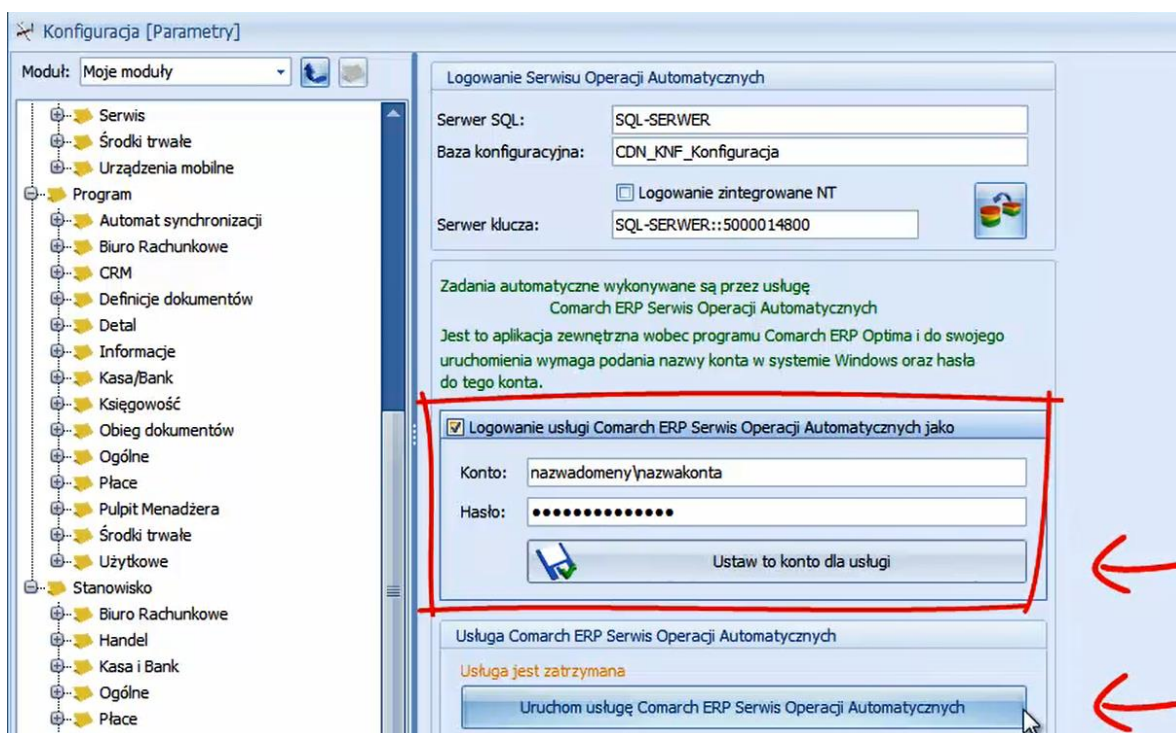 Konfiguracja [Parametry]
Moduł: Moje moduły
Serwis
Środki trwałe
Urządzenia mobilne
Program
Automat synchronizacji
Biuro Rachunkowe
CRM
Definicje dokumentów
Detal
Informacje
Kasa/Bank
Księgowość
Obieg dokumentów
Ogólne
Płace
Pulpit Menadżera
Środki trwałe
Użytkowe
Stanowisko
Biuro Rachunkowe
Handel
Kasa i Bank
Ogólne
Płace
Logowanie Serwisu Operacji Automatycznych
Serwer SQL: SQL-SERWER
Baza konfiguracyjna: CDN_KNF_Konfiguracja
Logowanie zintegrowane NT
Serwer klucza: SQL-SERWER::5000014800
Zadania automatyczne wykonywane są przez usługę
Comarch ERP Serwis Operacji Automatycznych
Jest to aplikacja zewnętrzna wobec programu Comarch ERP Optima i do swojego
uruchomienia wymaga podania nazwy konta w systemie Windows oraz hasła
do tego konta.
Logowanie usługi Comarch ERP Serwis Operacji Automatycznych jako
Konto: nazwadomeny\nazwakonta
Hasło: ••••••••••••••
Ustaw to konto dla usługi
Usługa Comarch ERP Serwis Operacji Automatycznych
Usługa jest zatrzymana
Uruchom usługę Comarch ERP Serwis Operacji Automatycznych